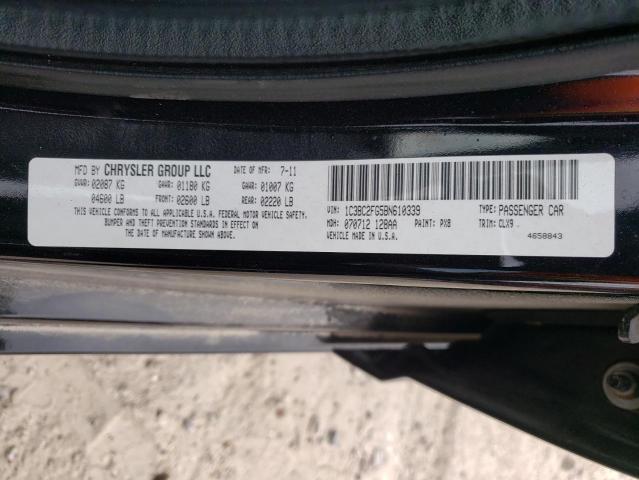 MFD BY CHRYSLER GROUP LLC DATE OF MFR: 7-11
GVWR: 02087 KG GAWR: 01180 KG GAWR: 01007 KG
04600 LB FRONT: 02600 LB REAR: 02220 LB
THIS VEHICLE CONFORMS TO ALL APPLICABLE U.S.A. FEDERAL MOTOR VEHICLE SAFETY,
BUMPER AND THEFT PREVENTION STANDARDS IN EFFECT ON
THE DATE OF MANUFACTURE SHOWN ABOVE.
VIN: 1C3BC2FG5BN610339 TYPE: PASSENGER CAR
MDH: 070712 128AA PAINT: PX8 TRIM: CLX9 .
VEHICLE MADE IN U.S.A. 4658843